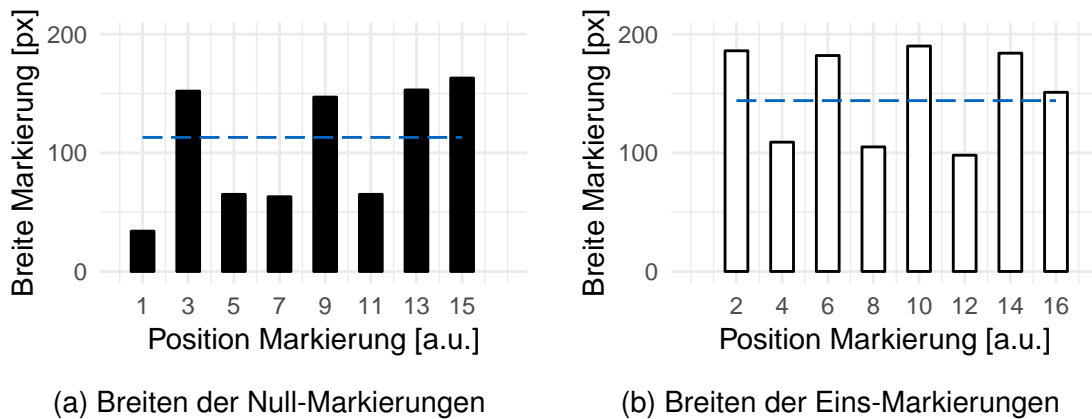 Breite Markierung [px]
200
100
0
1 3 5 7 9 11 13 15
Position Markierung [a.u.]
(a) Breiten der Null-Markierungen
Breite Markierung [px]
200
100
0
2 4 6 8 10 12 14 16
Position Markierung [a.u.]
(b) Breiten der Eins-Markierungen